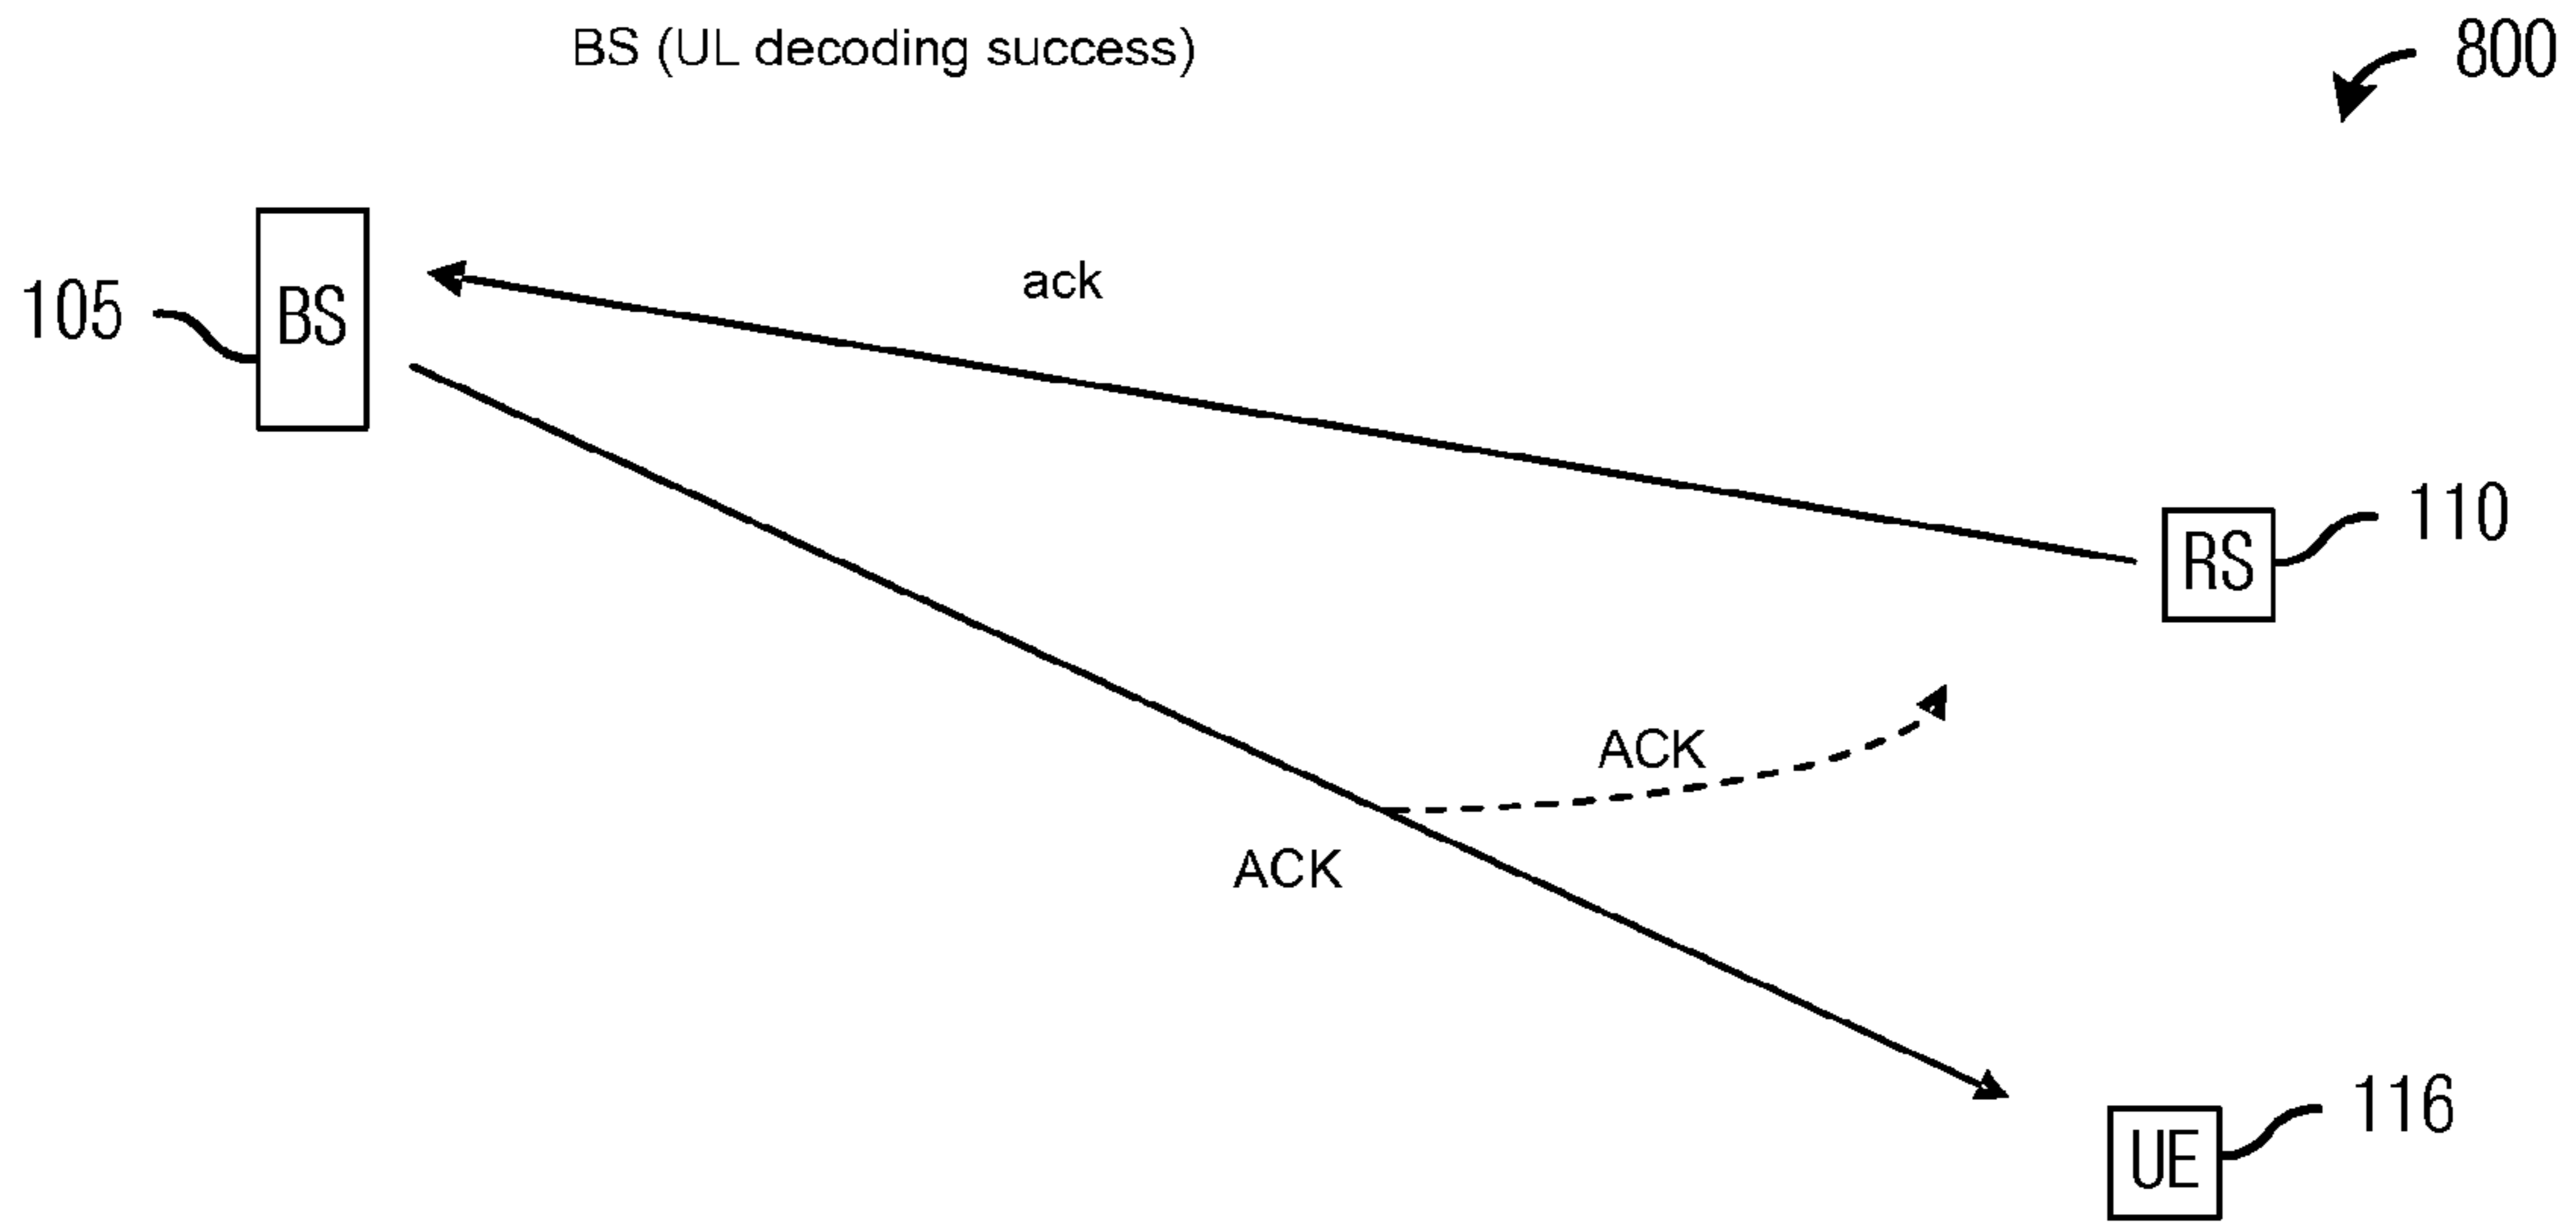 BS (UL decoding success)
800
105
BS
ack
110
RS
ACK
ACK
116
UE